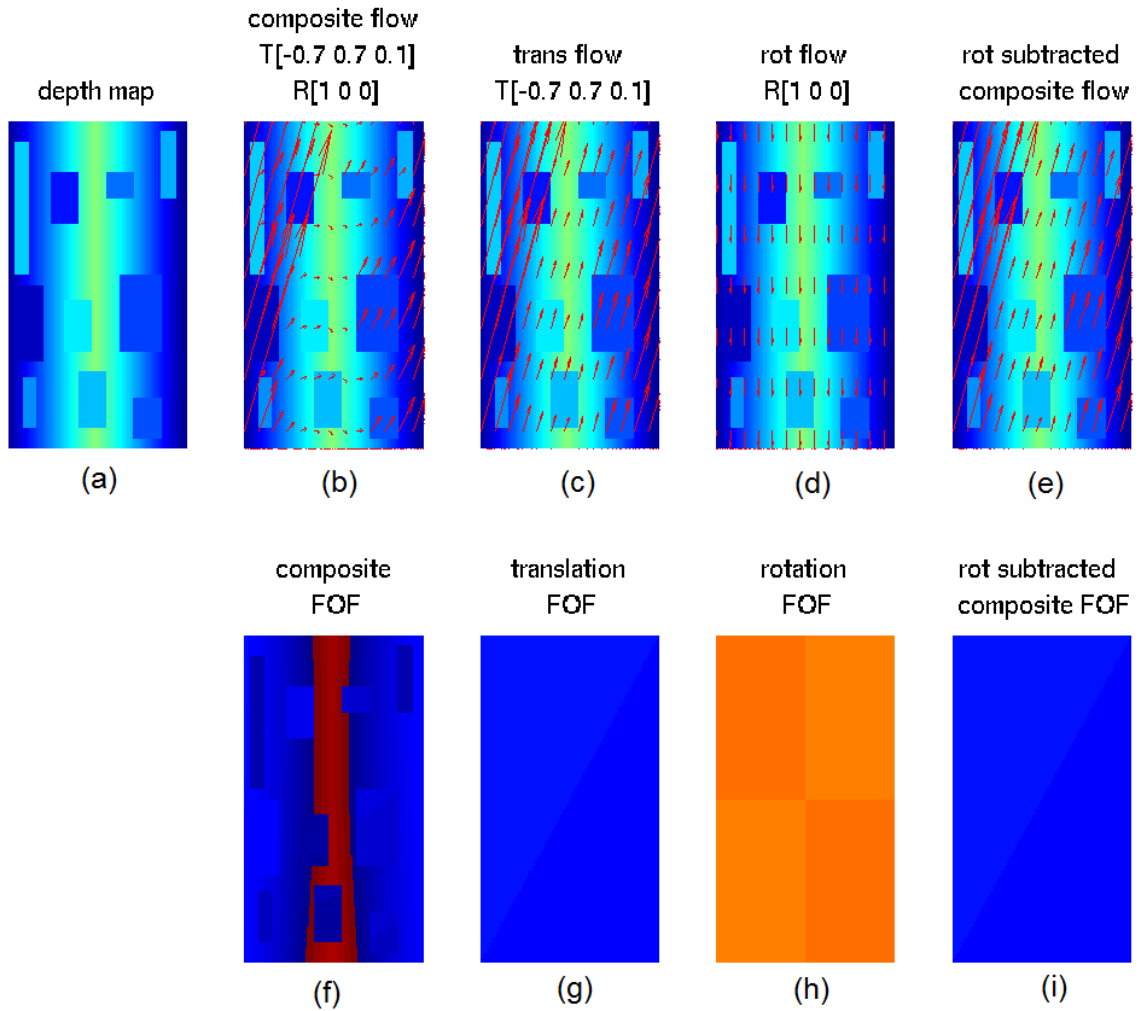 depth map
composite flow
T[-0.7 0.7 0.1]
R[1 0 0]
trans flow
T[-0.7 0.7 0.1]
rot flow
R[1 0 0]
rot subtracted
composite flow
(a)
(b)
(c)
(d)
(e)
composite
FOF
translation
FOF
rotation
FOF
rot subtracted
composite FOF
(f)
(g)
(h)
(i)